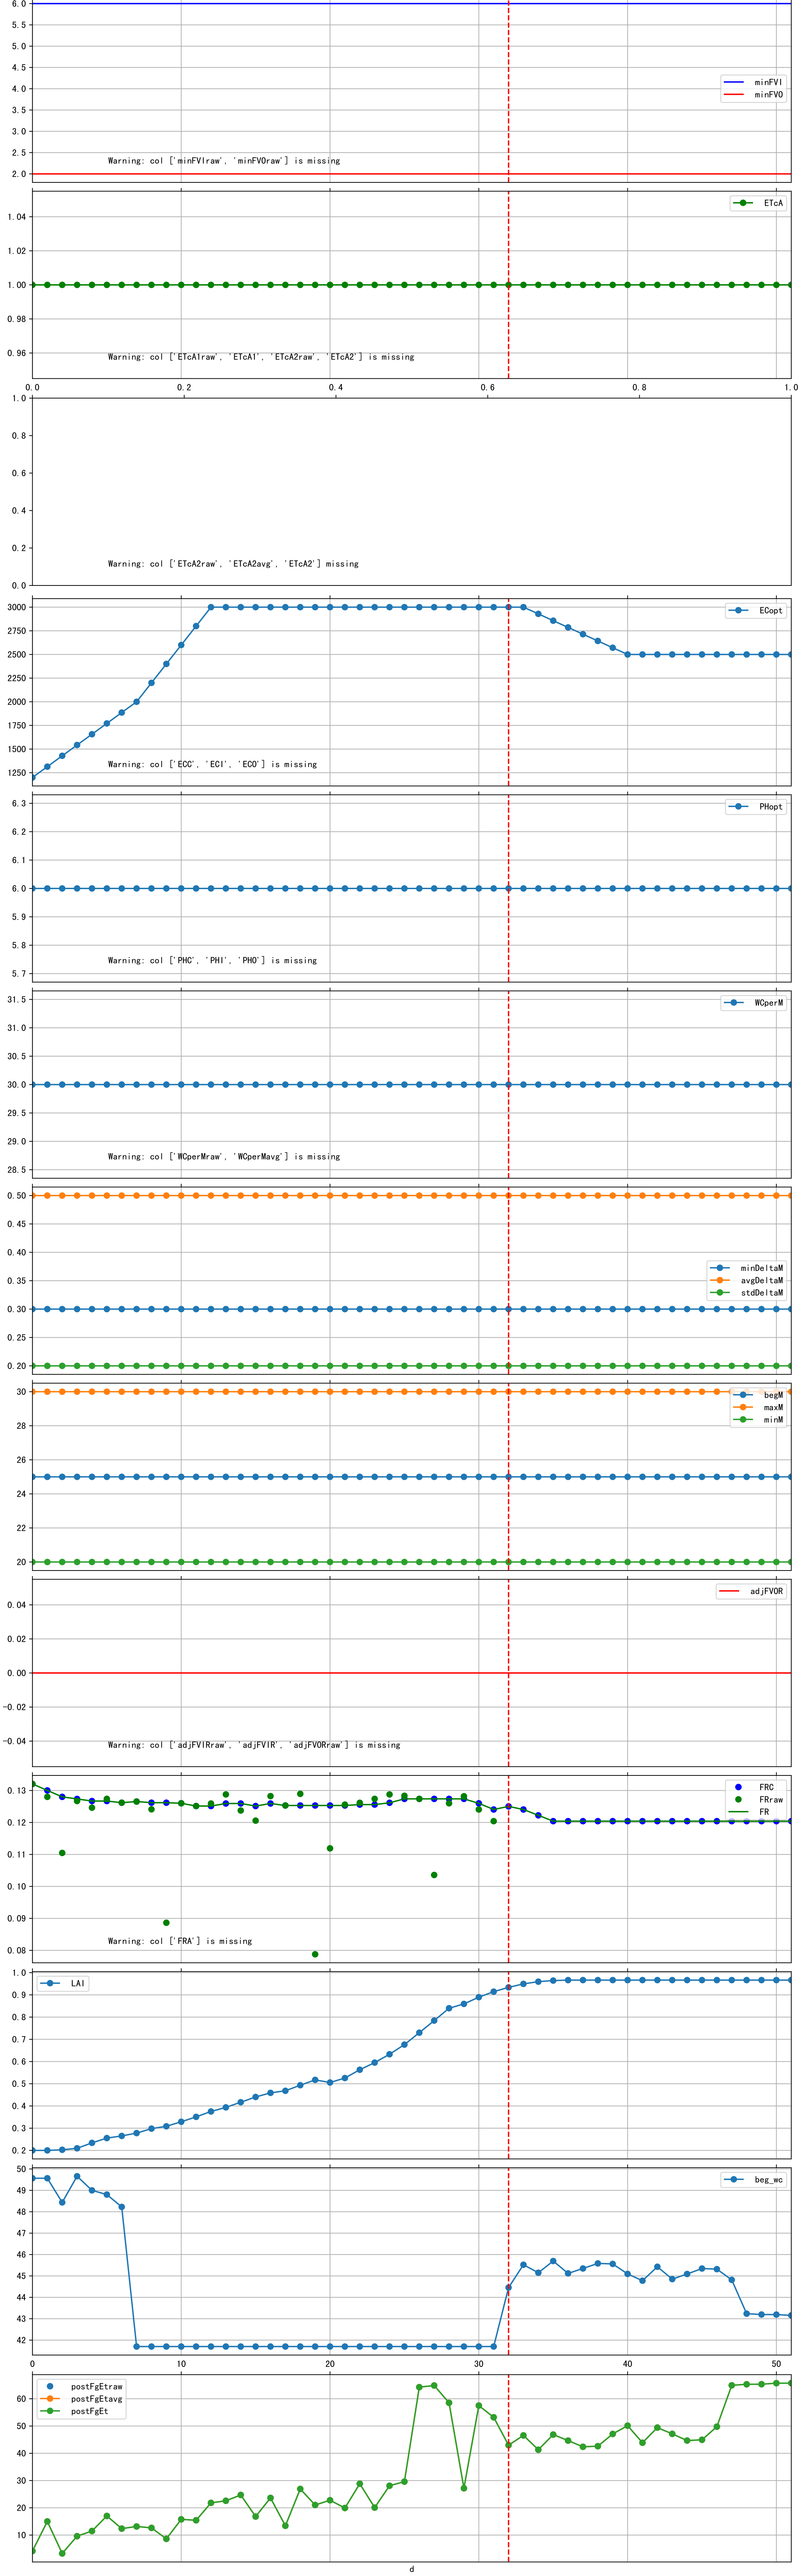 6.0
5.5
5.0
4.5
4.0
3.5
3.0
2.5
2.0
minFVI
minFVO
Warning: col ['minFVIraw', 'minFVOraw'] is missing
1.04
1.02
1.00
0.98
0.96
ETcA
Warning: col ['ETcA1raw', 'ETcA1', 'ETcA2raw', 'ETcA2'] is missing
0.0 0.2 0.4 0.6 0.8 1.0
1.0
0.8
0.6
0.4
0.2
0.0
Warning: col ['ETcA2raw', 'ETcA2avg', 'ETcA2'] missing
3000
2750
2500
2250
2000
1750
1500
1250
ECopt
Warning: col ['ECC', 'ECI', 'ECO'] is missing
6.3
6.2
6.1
6.0
5.9
5.8
5.7
PHopt
Warning: col ['PHC', 'PHI', 'PHO'] is missing
31.5
31.0
30.5
30.0
29.5
29.0
28.5
WCperM
Warning: col ['WCperMraw', 'WCperMavg'] is missing
0.50
0.45
0.40
0.35
0.30
0.25
0.20
minDeltaM
avgDeltaM
stdDeltaM
30
28
26
24
22
20
begM
maxM
minM
0.04
0.02
0.00
-0.02
-0.04
adjFVOR
Warning: col ['adjFVIRraw', 'adjFVIR', 'adjFVORraw'] is missing
0.13
0.12
0.11
0.10
0.09
0.08
FRC
FRraw
FR
Warning: col ['FRA'] is missing
1.0
0.9
0.8
0.7
0.6
0.5
0.4
0.3
0.2
LAI
50
49
48
47
46
45
44
43
42
beg_wc
0 10 20 30 40 50
60
50
40
30
20
10
postFgEtraw
postFgEtavg
postFgEt
d